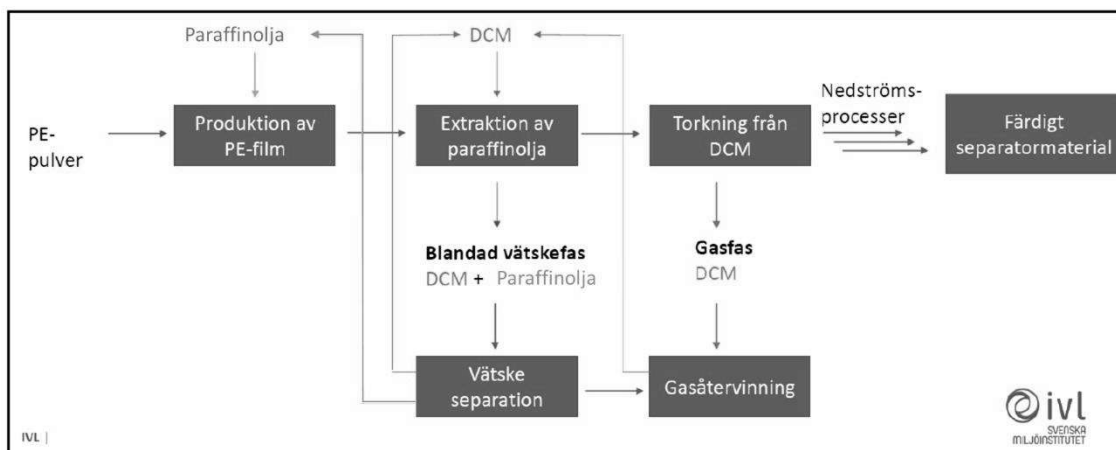 Paraffinolja
DCM
PE-
pulver
Produktion av
PE-film
Extraktion av
paraffinolja
Torkning från
DCM
Nedströms-
processer
Färdigt
separatormaterial
Blandad vätskefas
DCM + Paraffinolja
Gasfas
DCM
Vätske
separation
Gasåtervinning
IVL |
ivl
SVENSKA
MILJÖINSTITUTET